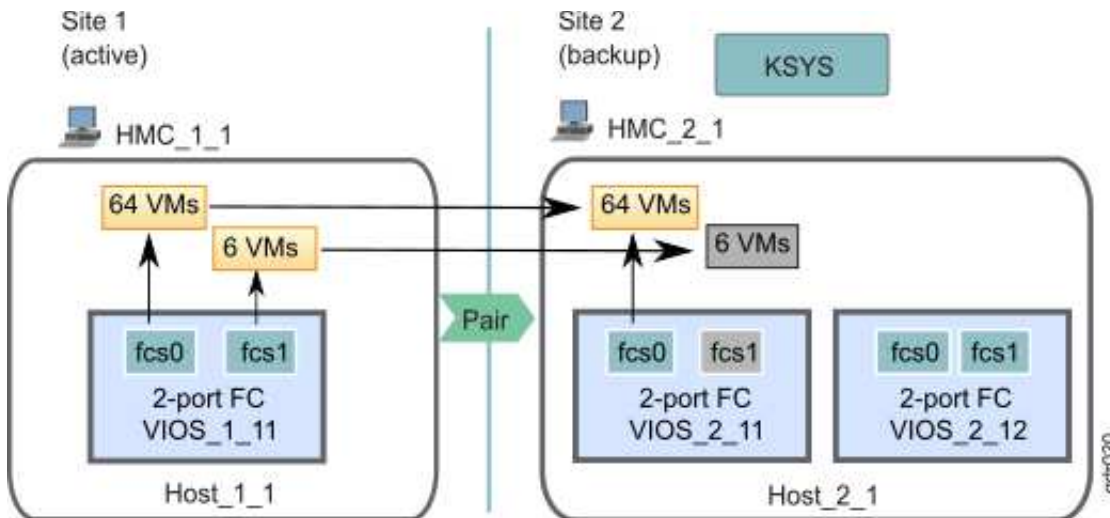 Site 1
(active)
Site 2
(backup)
KSYS
HMC_1_1
HMC_2_1
64 VMs
6 VMs
64 VMs
6 VMs
Pair
fcs0
fcs1
2-port FC
VIOS_1_11
fcs0
fcs1
2-port FC
VIOS_2_11
fcs0
fcs1
2-port FC
VIOS_2_12
Host_1_1
Host_2_1